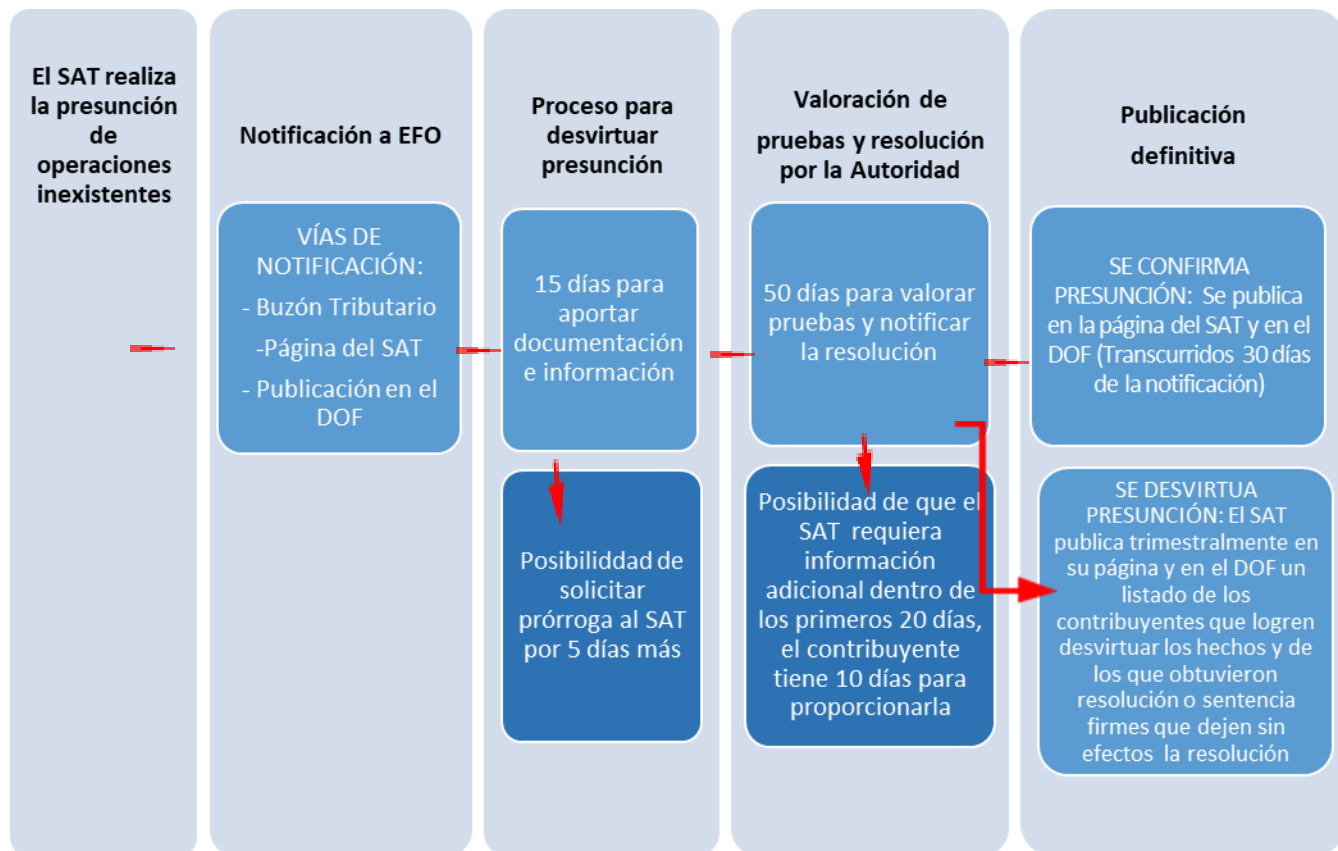 El SAT realiza
la presunción
de
operaciones
inexistentes
Notificación a EFO
VÍAS DE
NOTIFICACIÓN:
- Buzón Tributario
-Página del SAT
- Publicación en el
DOF
Proceso para
desvirtuar
presunción
15 días para
aportar
documentación
e información
Posibiliddad de
solicitar
prórroga al SAT
por 5 días más
Valoración de
pruebas y resolución
por la Autoridad
50 días para valorar
pruebas y notificar
la resolución
Posibilidad de que el
SAT requiera
información
adicional dentro de
los primeros 20 días,
el contribuyente
tiene 10 días para
proporcionarla
Publicación
definitiva
SE CONFIRMA
PRESUNCIÓN: Se publica
en la página del SAT y en el
DOF (Transcurridos 30 días
de la notificación)
SE DESVIRTUA
PRESUNCIÓN: El SAT
publica trimestralmente en
su página y en el DOF un
listado de los
contribuyentes que logren
desvirtuar los hechos y de
los que obtuvieron
resolución o sentencia
firmes que dejen sin
efectos la resolución